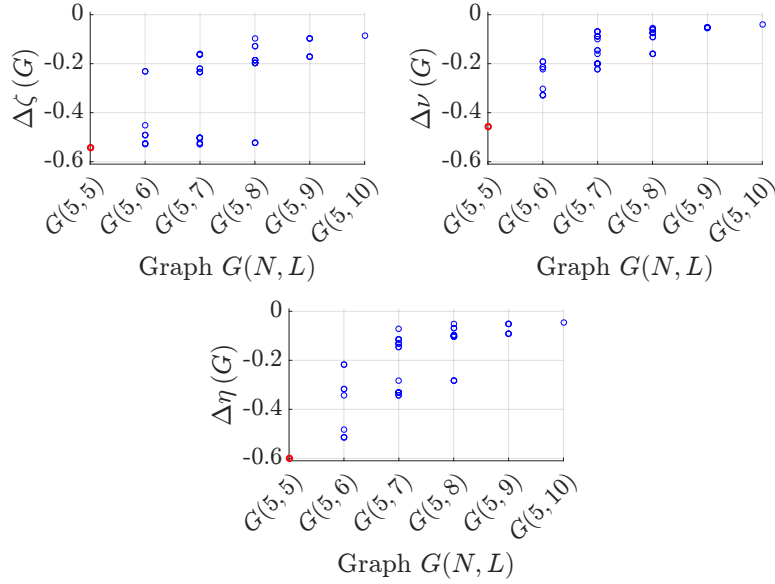 0
-0.2
-0.4
-0.6
Δζ (G)
G(5, 5)
G(5, 6)
G(5, 7)
G(5, 8)
G(5, 9)
G(5, 10)
Graph G(N, L)
0
-0.2
-0.4
-0.6
Δν (G)
G(5, 5)
G(5, 6)
G(5, 7)
G(5, 8)
G(5, 9)
G(5, 10)
Graph G(N, L)
0
-0.2
-0.4
-0.6
Δη (G)
G(5, 5)
G(5, 6)
G(5, 7)
G(5, 8)
G(5, 9)
G(5, 10)
Graph G(N, L)